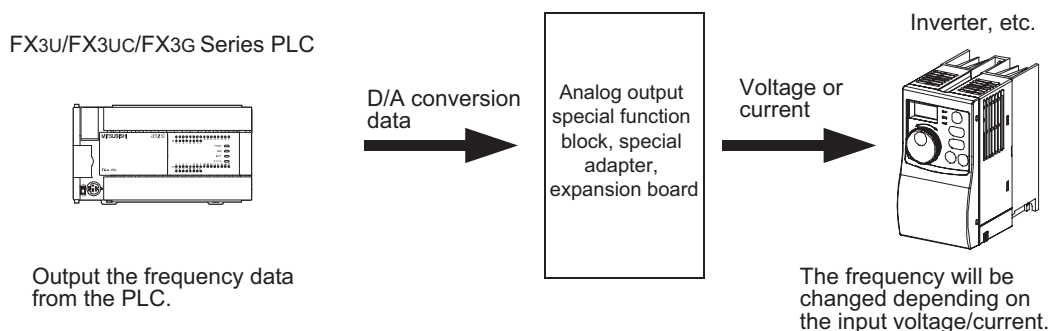 FX3U/FX3UC/FX3G Series PLC
MITSUBISHI
Output the frequency data
from the PLC.
D/A conversion
data
Analog output
special function
block, special
adapter,
expansion board
Voltage or
current
Inverter, etc.
The frequency will be
changed depending on
the input voltage/current.